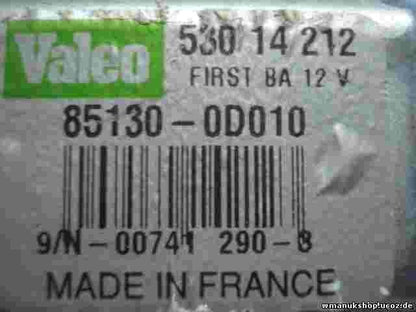 Valeo
530 14 212
FIRST BA 12 V
85130-0D010
9/N-00741 290-8
MADE IN FRANCE
wmanukshop.ucoz.de